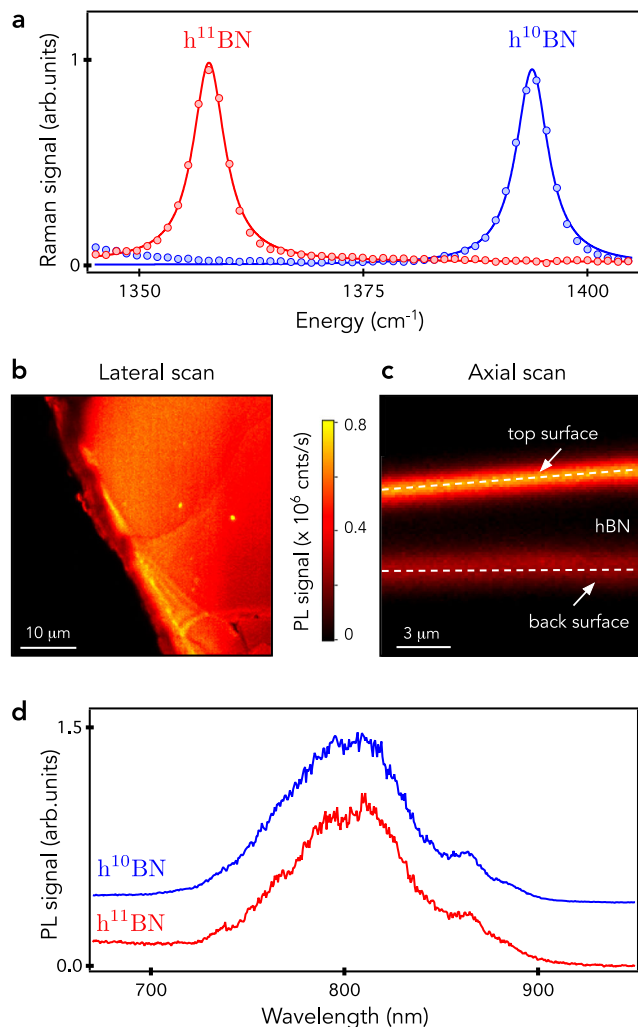 a
h¹¹BN
h¹⁰BN
Raman signal (arb.units)
1
0
1350
1375
1400
Energy (cm⁻¹)
b
Lateral scan
10 μm
PL signal (x 10⁶ cnts/s)
0.8
0.4
0
c
Axial scan
top surface
hBN
back surface
3 μm
d
PL signal (arb.units)
1.5
0.0
h¹⁰BN
h¹¹BN
700
800
900
Wavelength (nm)